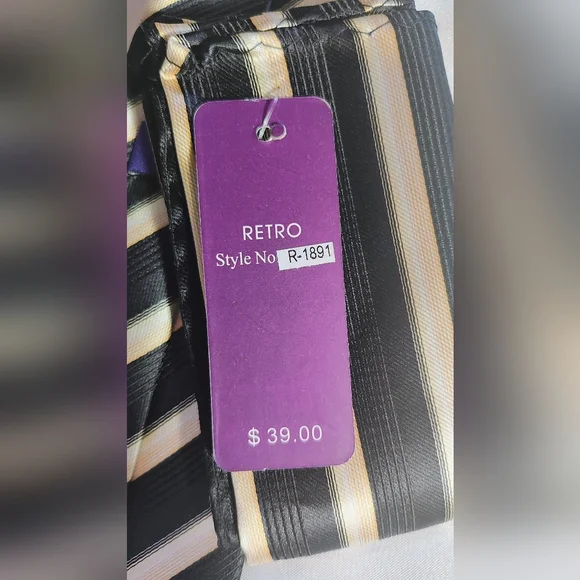 RETRO
Style No R-1891
$ 39.00